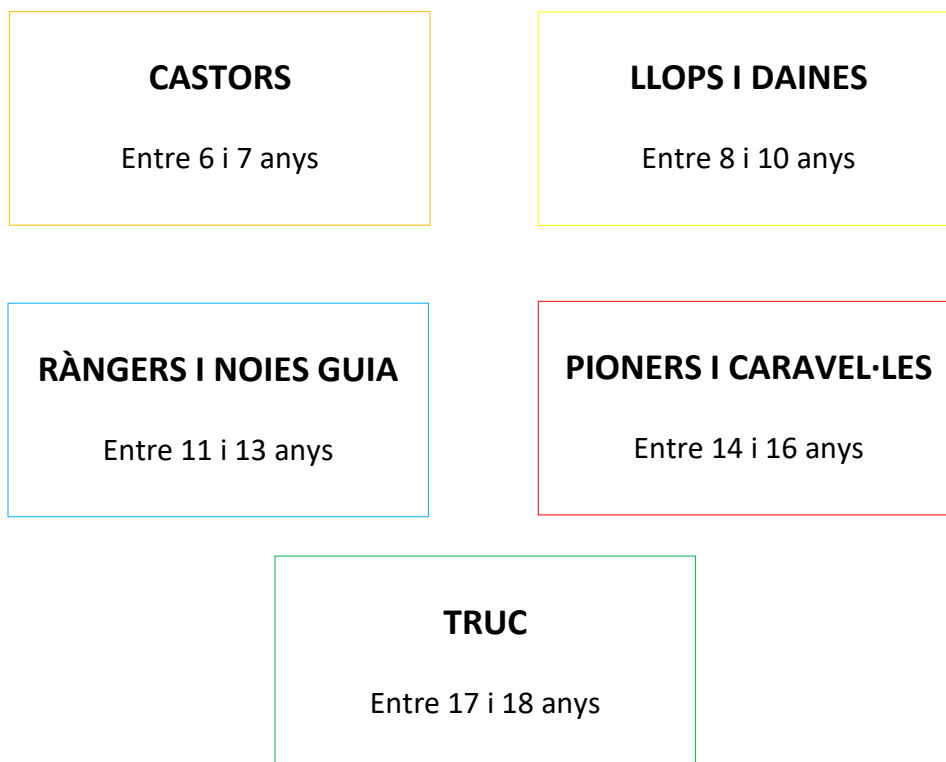 CASTORS
Entre 6 i 7 anys
LLOPS I DAINES
Entre 8 i 10 anys
RÀNGERS I NOIES GUIA
Entre 11 i 13 anys
PIONERS I CARAVEL·LES
Entre 14 i 16 anys
TRUC
Entre 17 i 18 anys